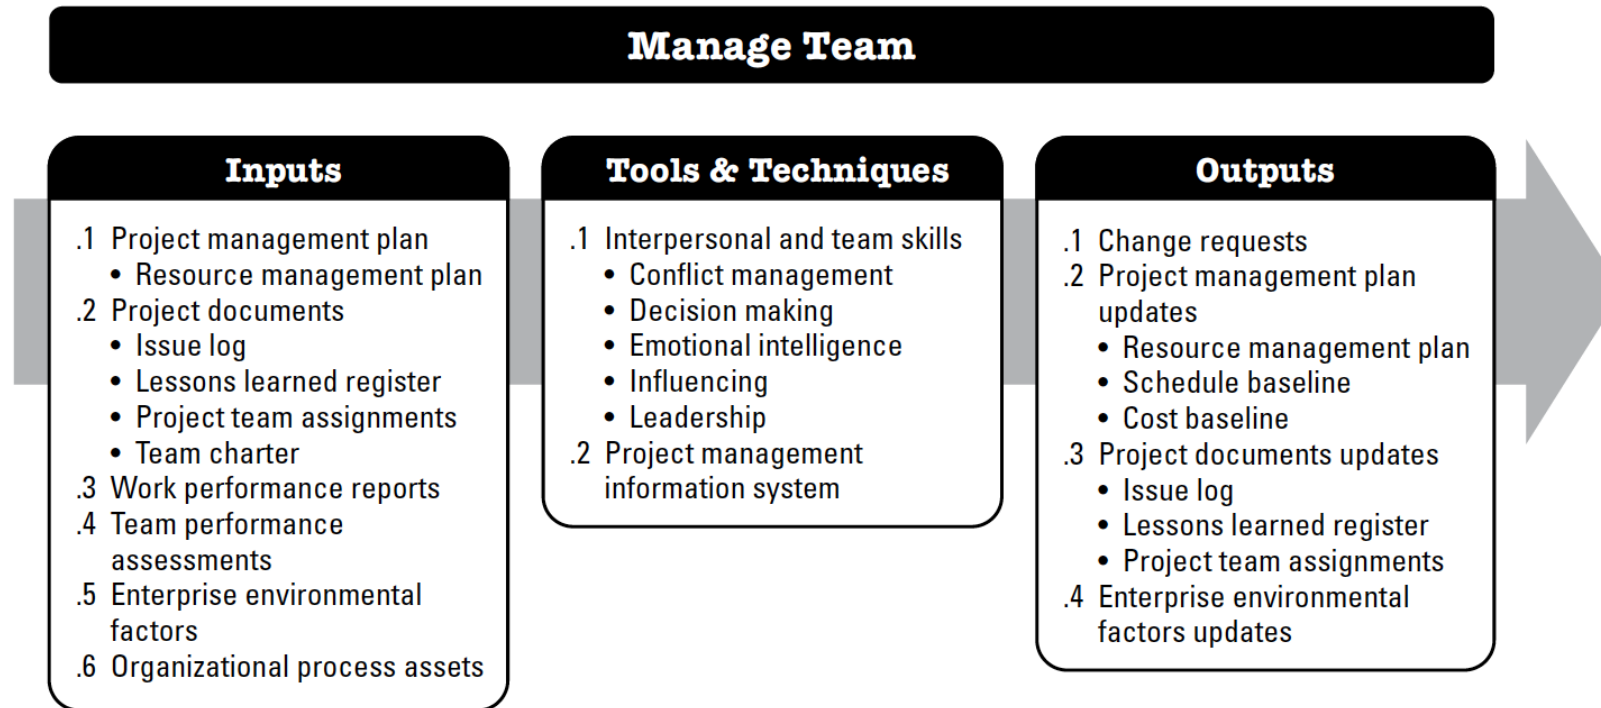 Manage Team
Inputs
.1 Project management plan
• Resource management plan
.2 Project documents
• Issue log
• Lessons learned register
• Project team assignments
• Team charter
.3 Work performance reports
.4 Team performance
assessments
.5 Enterprise environmental
factors
.6 Organizational process assets
Tools & Techniques
.1 Interpersonal and team skills
• Conflict management
• Decision making
• Emotional intelligence
• Influencing
• Leadership
.2 Project management
information system
Outputs
.1 Change requests
.2 Project management plan
updates
• Resource management plan
• Schedule baseline
• Cost baseline
.3 Project documents updates
• Issue log
• Lessons learned register
• Project team assignments
.4 Enterprise environmental
factors updates